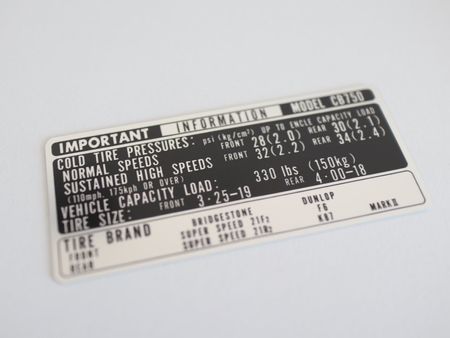 IMPORTANT INFORMATION MODEL CB750
COLD TIRE PRESSURES: psi (kg/cm²) UP TO ENCLE CAPACITY LOAD
NORMAL SPEEDS FRONT 28(2.0) REAR 30(2.1)
SUSTAINED HIGH SPEEDS FRONT 32(2.2) REAR 34(2.4)
(110mph, 175kph OR OVER)
VEHICLE CAPACITY LOAD: 330 lbs (150kg)
TIRE SIZE: FRONT 3·25-19 REAR 4·00-18
TIRE BRAND BRIDGESTONE DUNLOP
FRONT SUPER SPEED 21F2 F6 MARKII
REAR SUPER SPEED 21R2 K87